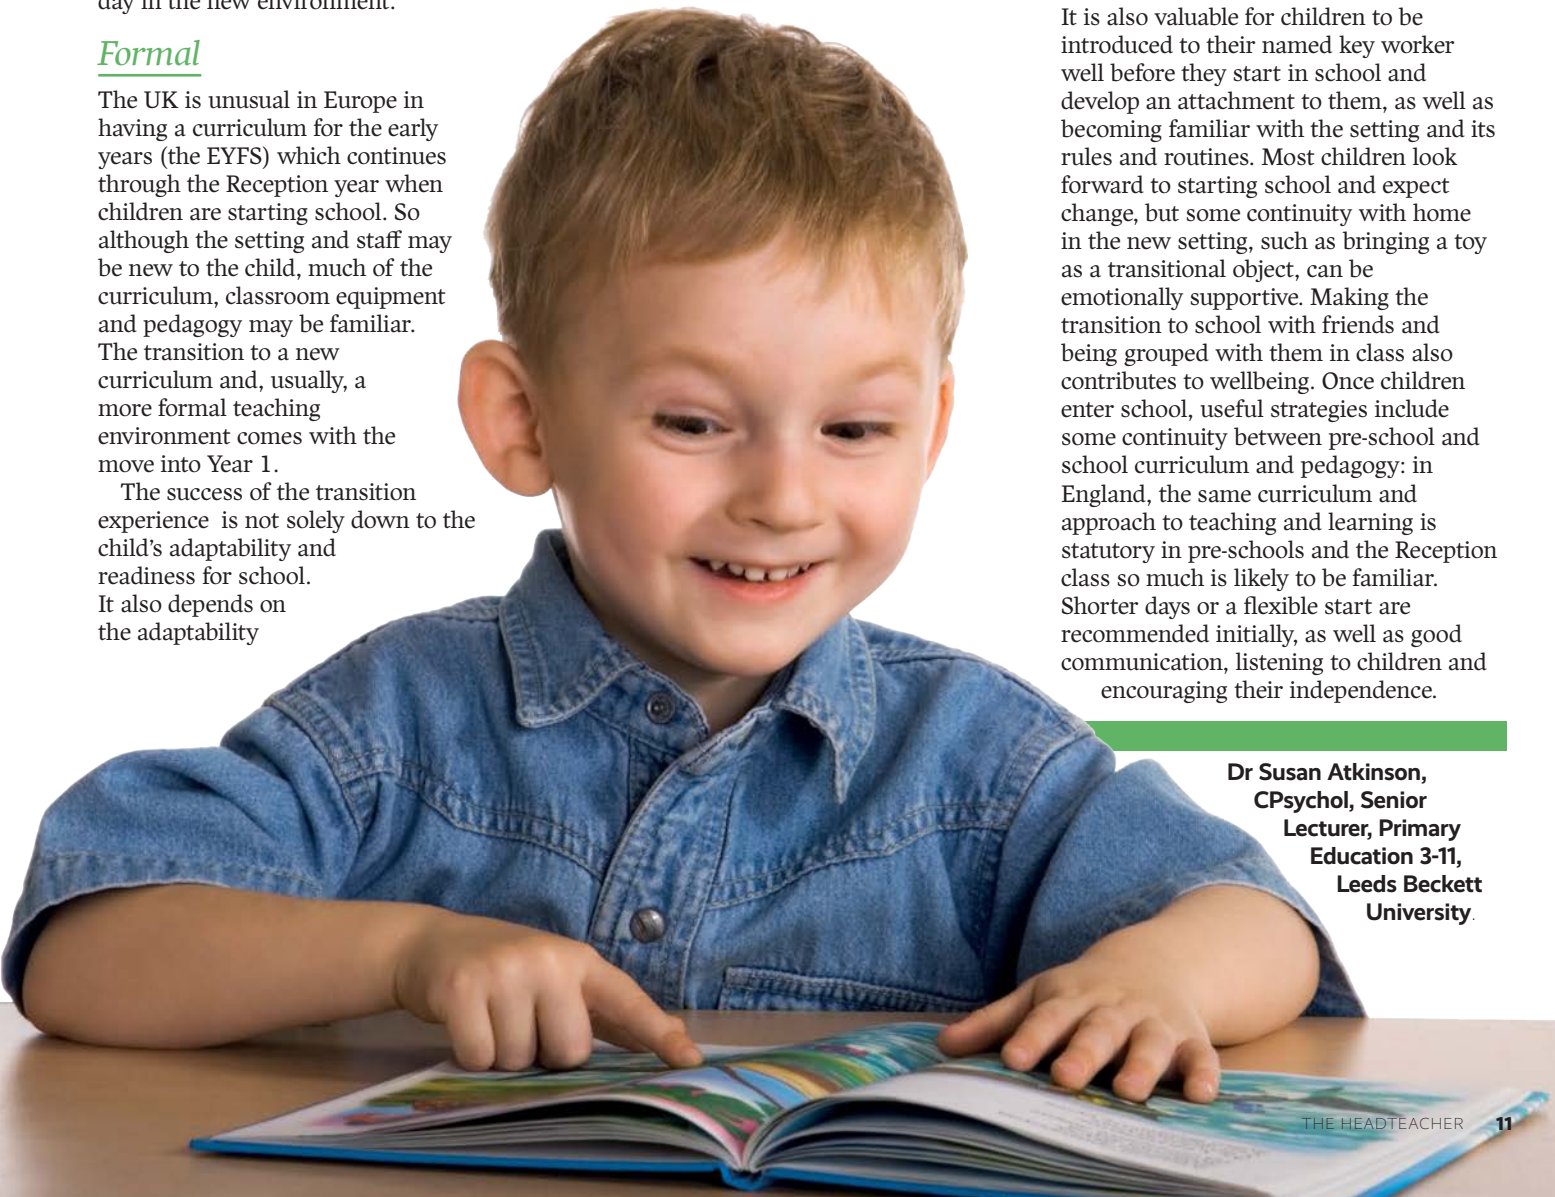 day in the new environment.
Formal
The UK is unusual in Europe in
having a curriculum for the early
years (the EYFS) which continues
through the Reception year when
children are starting school. So
although the setting and staff may
be new to the child, much of the
curriculum, classroom equipment
and pedagogy may be familiar.
The transition to a new
curriculum and, usually, a
more formal teaching
environment comes with the
move into Year 1.
The success of the transition
experience  is not solely down to the
child’s adaptability and
readiness for school.
It also depends on
the adaptability
It is also valuable for children to be
introduced to their named key worker
well before they start in school and
develop an attachment to them, as well as
becoming familiar with the setting and its
rules and routines. Most children look
forward to starting school and expect
change, but some continuity with home
in the new setting, such as bringing a toy
as a transitional object, can be
emotionally supportive. Making the
transition to school with friends and
being grouped with them in class also
contributes to wellbeing. Once children
enter school, useful strategies include
some continuity between pre-school and
school curriculum and pedagogy: in
England, the same curriculum and
approach to teaching and learning is
statutory in pre-schools and the Reception
class so much is likely to be familiar.
Shorter days or a flexible start are
recommended initially, as well as good
communication, listening to children and
encouraging their independence.
Dr Susan Atkinson,
CPsychol, Senior
Lecturer, Primary
Education 3-11,
Leeds Beckett
University.
THE HEADTEACHER 11